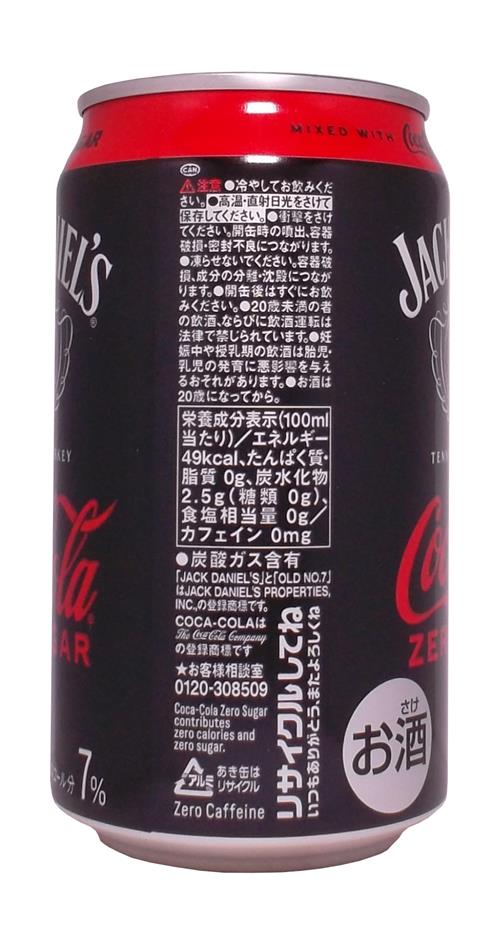 AR
MIXED WITH Coca
CAN
注意 ●冷やしてお飲みくだ
さい。●高温・直射日光をさけて
保存してください。●衝撃をさけ
てください。開缶時の噴出、容器
破損・密封不良につながります。
●凍らせないでください。容器破
損、成分の分離・沈殿につなが
ります。●開缶後はすぐにお飲
みください。●20歳未満の者
の飲酒、ならびに飲酒運転は
法律で禁じられています。●妊
娠中や授乳期の飲酒は胎児・
乳児の発育に悪影響を与え
るおそれがあります。●お酒は
20歳になってから。
栄養成分表示(100ml
当たり)／エネルギー
49kcal、たんぱく質・
脂質 0g、炭水化物
2.5g(糖類 0g)、
食塩相当量 0g／
カフェイン 0mg
●炭酸ガス含有
「JACK DANIEL'S」と「OLD NO.7」
はJACK DANIEL'S PROPERTIES,
INC.,の登録商標です。
COCA-COLAは
The Coca-Cola Company
の登録商標です
★お客様相談室
0120-308509
Coca-Cola Zero Sugar
contributes
zero calories and
zero sugar.
アルミ
あき缶は
リサイクル
Zero Caffeine
リサイクルしてね
いつもありがとう、またよろしくね
NIEL'S
®
KEY
la
AR
コール分 7%
JAC
TENN
Co
ZER
さけ
お酒